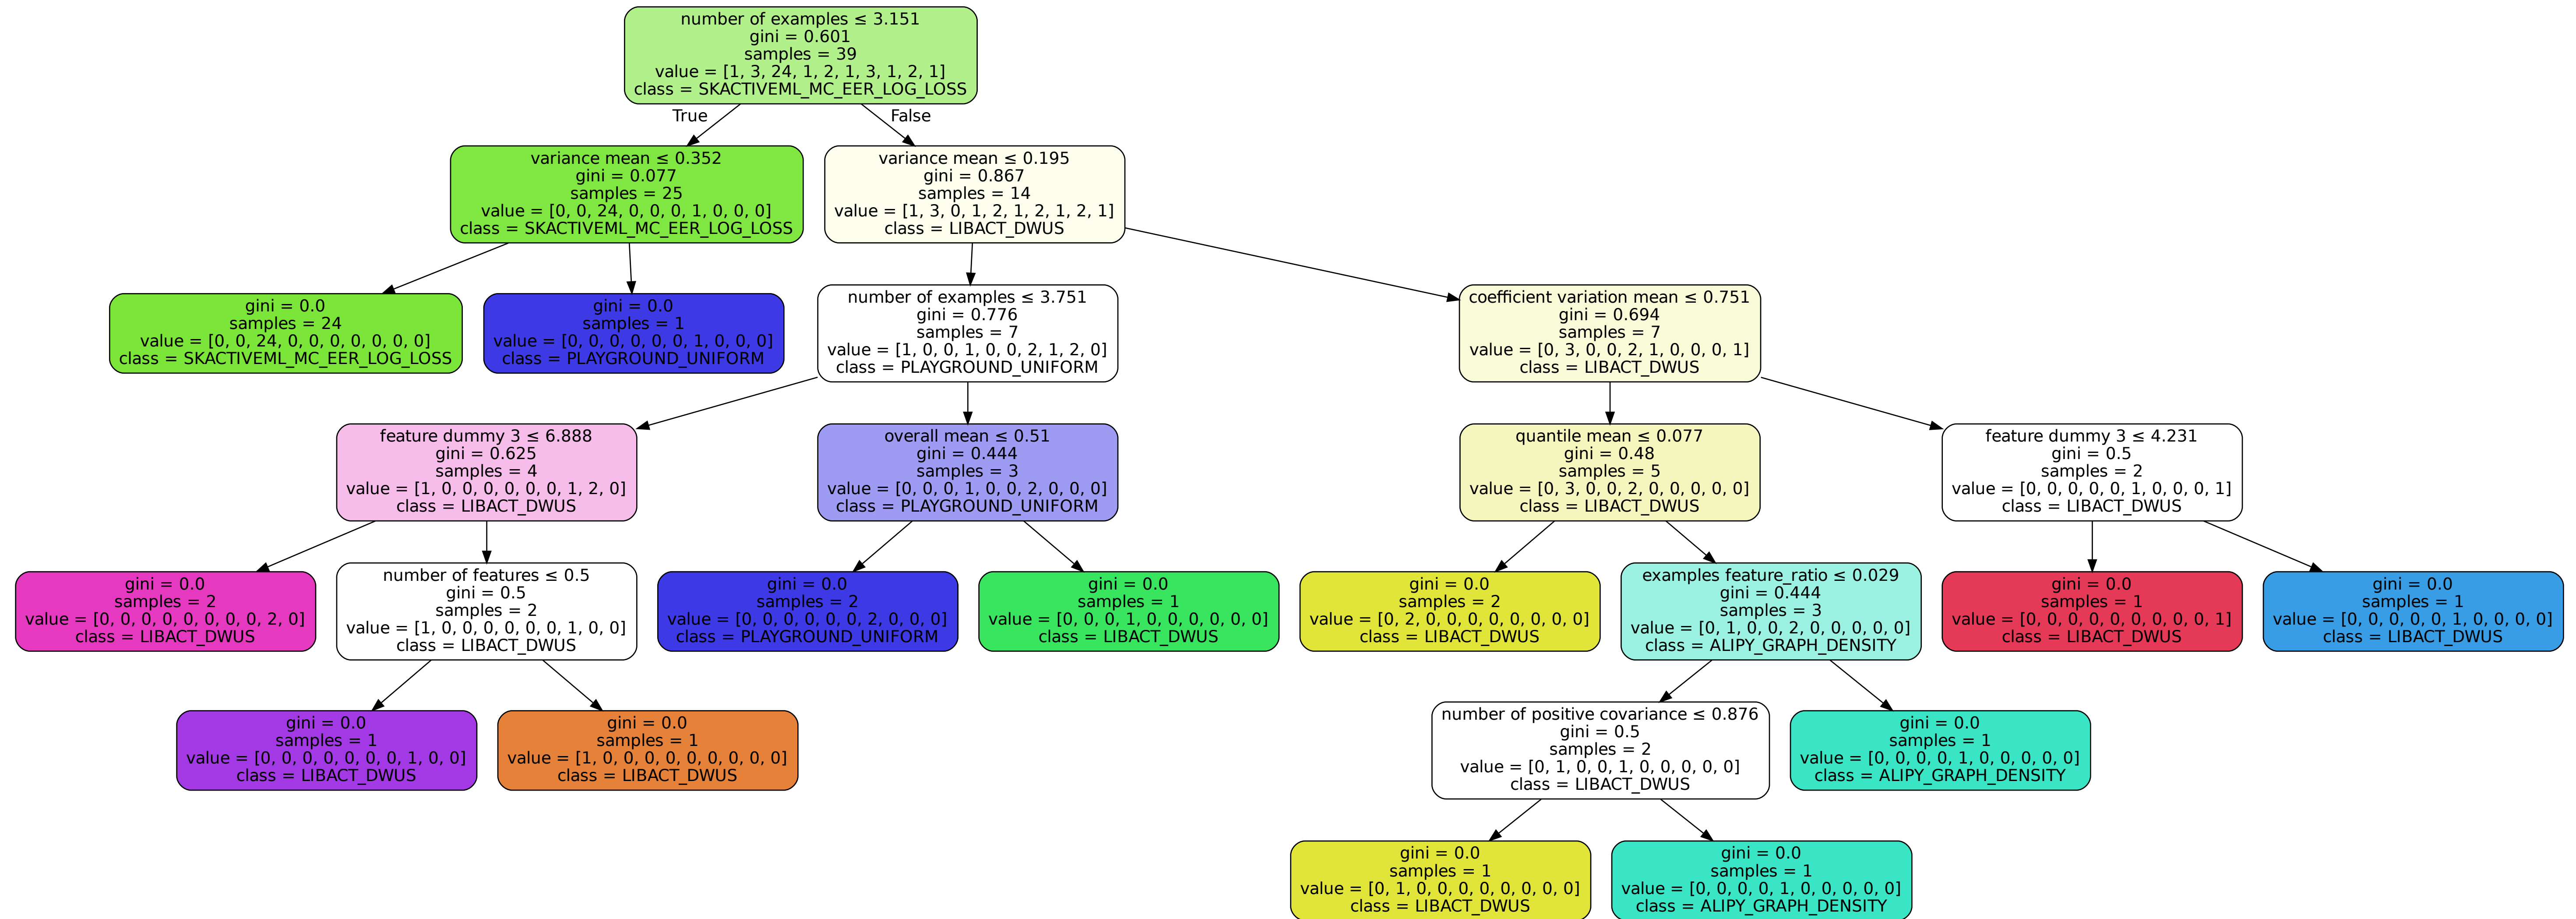 number of examples ≤ 3.151
gini = 0.601
samples = 39
value = [1, 3, 24, 1, 2, 1, 3, 1, 2, 1]
class = SKACTIVEML_MC_EER_LOG_LOSS
True
False
variance mean ≤ 0.352
gini = 0.077
samples = 25
value = [0, 0, 24, 0, 0, 0, 1, 0, 0, 0]
class = SKACTIVEML_MC_EER_LOG_LOSS
variance mean ≤ 0.195
gini = 0.867
samples = 14
value = [1, 3, 0, 1, 2, 1, 2, 1, 2, 1]
class = LIBACT_DWUS
gini = 0.0
samples = 24
value = [0, 0, 24, 0, 0, 0, 0, 0, 0, 0]
class = SKACTIVEML_MC_EER_LOG_LOSS
gini = 0.0
samples = 1
value = [0, 0, 0, 0, 0, 0, 1, 0, 0, 0]
class = PLAYGROUND_UNIFORM
number of examples ≤ 3.751
gini = 0.776
samples = 7
value = [1, 0, 0, 1, 0, 0, 2, 1, 2, 0]
class = PLAYGROUND_UNIFORM
coefficient variation mean ≤ 0.751
gini = 0.694
samples = 7
value = [0, 3, 0, 0, 2, 1, 0, 0, 0, 1]
class = LIBACT_DWUS
feature dummy 3 ≤ 6.888
gini = 0.625
samples = 4
value = [1, 0, 0, 0, 0, 0, 0, 1, 2, 0]
class = LIBACT_DWUS
overall mean ≤ 0.51
gini = 0.444
samples = 3
value = [0, 0, 0, 1, 0, 0, 2, 0, 0, 0]
class = PLAYGROUND_UNIFORM
quantile mean ≤ 0.077
gini = 0.48
samples = 5
value = [0, 3, 0, 0, 2, 0, 0, 0, 0, 0]
class = LIBACT_DWUS
feature dummy 3 ≤ 4.231
gini = 0.5
samples = 2
value = [0, 0, 0, 0, 0, 1, 0, 0, 0, 1]
class = LIBACT_DWUS
gini = 0.0
samples = 2
value = [0, 0, 0, 0, 0, 0, 0, 0, 2, 0]
class = LIBACT_DWUS
number of features ≤ 0.5
gini = 0.5
samples = 2
value = [1, 0, 0, 0, 0, 0, 0, 1, 0, 0]
class = LIBACT_DWUS
gini = 0.0
samples = 2
value = [0, 0, 0, 0, 0, 0, 2, 0, 0, 0]
class = PLAYGROUND_UNIFORM
gini = 0.0
samples = 1
value = [0, 0, 0, 1, 0, 0, 0, 0, 0, 0]
class = LIBACT_DWUS
gini = 0.0
samples = 2
value = [0, 2, 0, 0, 0, 0, 0, 0, 0, 0]
class = LIBACT_DWUS
examples feature_ratio ≤ 0.029
gini = 0.444
samples = 3
value = [0, 1, 0, 0, 2, 0, 0, 0, 0, 0]
class = ALIPY_GRAPH_DENSITY
gini = 0.0
samples = 1
value = [0, 0, 0, 0, 0, 0, 0, 0, 0, 1]
class = LIBACT_DWUS
gini = 0.0
samples = 1
value = [0, 0, 0, 0, 0, 1, 0, 0, 0, 0]
class = LIBACT_DWUS
gini = 0.0
samples = 1
value = [0, 0, 0, 0, 0, 0, 0, 1, 0, 0]
class = LIBACT_DWUS
gini = 0.0
samples = 1
value = [1, 0, 0, 0, 0, 0, 0, 0, 0, 0]
class = LIBACT_DWUS
number of positive covariance ≤ 0.876
gini = 0.5
samples = 2
value = [0, 1, 0, 0, 1, 0, 0, 0, 0, 0]
class = LIBACT_DWUS
gini = 0.0
samples = 1
value = [0, 0, 0, 0, 1, 0, 0, 0, 0, 0]
class = ALIPY_GRAPH_DENSITY
gini = 0.0
samples = 1
value = [0, 1, 0, 0, 0, 0, 0, 0, 0, 0]
class = LIBACT_DWUS
gini = 0.0
samples = 1
value = [0, 0, 0, 0, 1, 0, 0, 0, 0, 0]
class = ALIPY_GRAPH_DENSITY